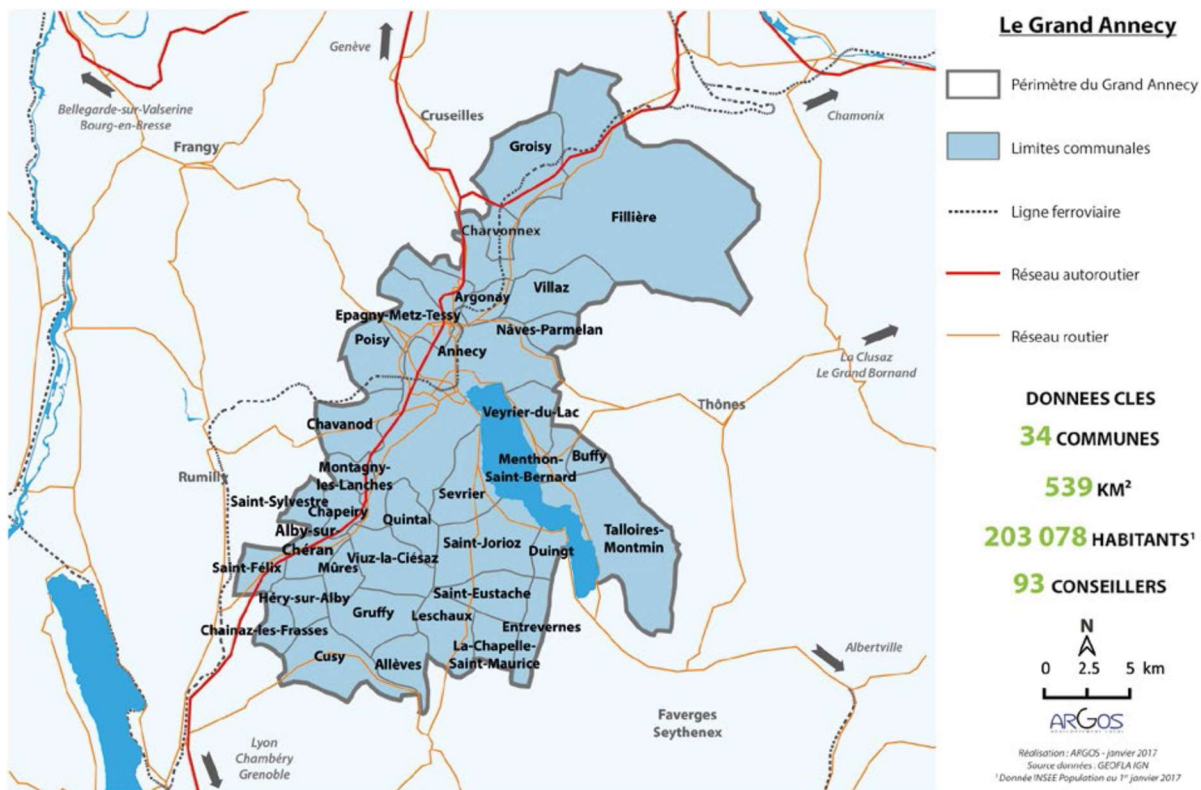 Genève
Bellegarde-sur-Valserine
Bourg-en-Bresse
Frangy
Cruseilles
Chamonix
Groisy
Fillière
Charvonnex
Argonay
Villaz
Epagny-Metz-Tessy
Nâves-Parmelan
Poisy
Annecy
La Clusaz
Le Grand Bornand
Thônes
Veyrier-du-Lac
Chavanod
Buffy
Menthon-
Saint-Bernard
Montagny-
les-Lanches
Rumilly
Sevrier
Saint-Sylvestre
Chapeiry
Quintal
Alby-sur-
Chéran
Talloires-
Montmin
Saint-Jorioz
Duingt
Viuz-la-Ciésaz
Saint-Félix
Mûres
Héry-sur-Alby
Saint-Eustache
Gruffy
Leschaux
Entrevernes
Chainaz-les-Frasses
La-Chapelle-
Saint-Maurice
Cusy
Allèves
Albertville
Faverges
Seythenex
Lyon
Chambéry
Grenoble
Le Grand Annecy
Périmètre du Grand Annecy
Limites communales
Ligne ferroviaire
Réseau autoroutier
Réseau routier
DONNEES CLES
34 COMMUNES
539 KM²
203 078 HABITANTS¹
93 CONSEILLERS
N
0 2.5 5 km
ARGOS
Réalisation : ARGOS - janvier 2017
Source données : GEOFLA IGN
¹ Donnée INSEE Population au 1er janvier 2017